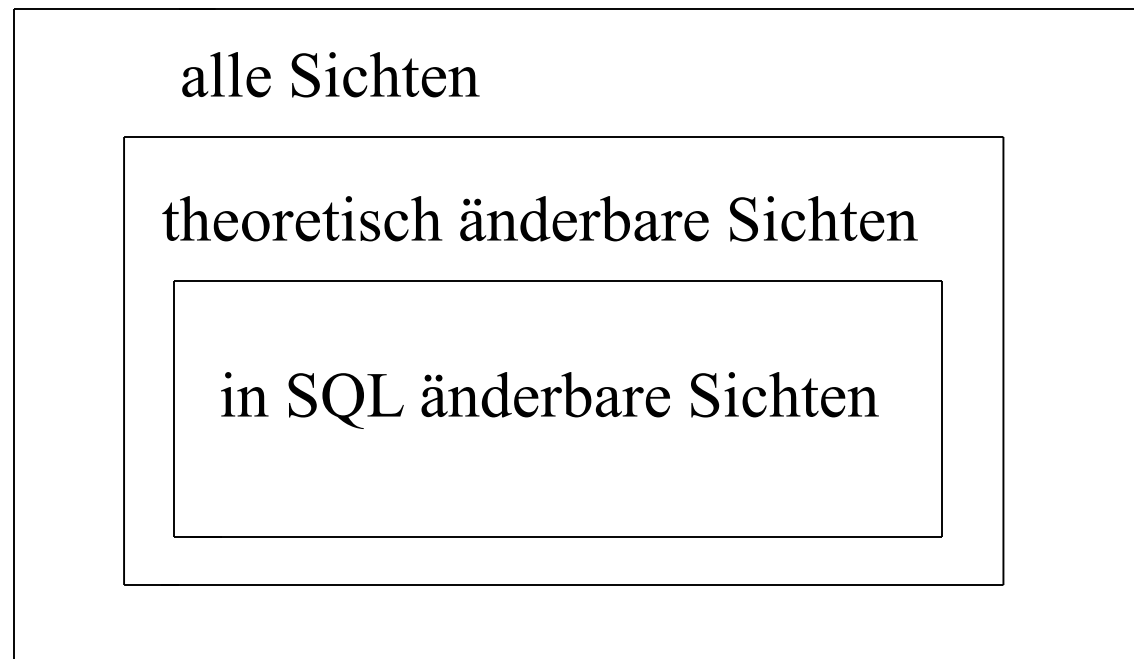 alle Sichten
theoretisch änderbare Sichten
in SQL änderbare Sichten